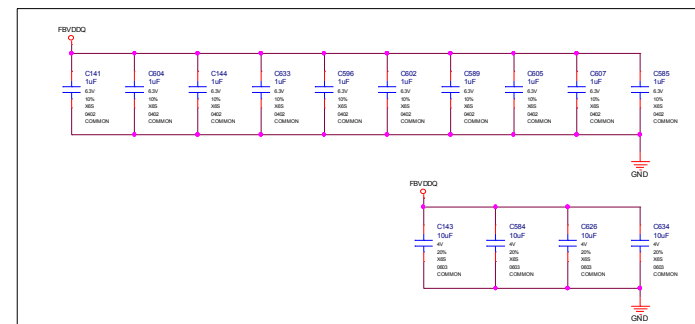 FBVDDQ
C141 C604 C144 C633 C596 C602 C589 C605 C607 C585
1uF 1uF 1uF 1uF 1uF 1uF 1uF 1uF 1uF 1uF
6.3V 6.3V 6.3V 6.3V 6.3V 6.3V 6.3V 6.3V 6.3V 6.3V
10% 10% 10% 10% 10% 10% 10% 10% 10% 10%
X6S X6S X6S X6S X6S X6S X6S X6S X6S X6S
0402 0402 0402 0402 0402 0402 0402 0402 0402 0402
COMMON COMMON COMMON COMMON COMMON COMMON COMMON COMMON COMMON COMMON
GND
FBVDDQ
C143 C584 C626 C634
10uF 10uF 10uF 10uF
4V 4V 4V 4V
20% 20% 20% 20%
X6S X6S X6S X6S
0603 0603 0603 0603
COMMON COMMON COMMON COMMON
GND